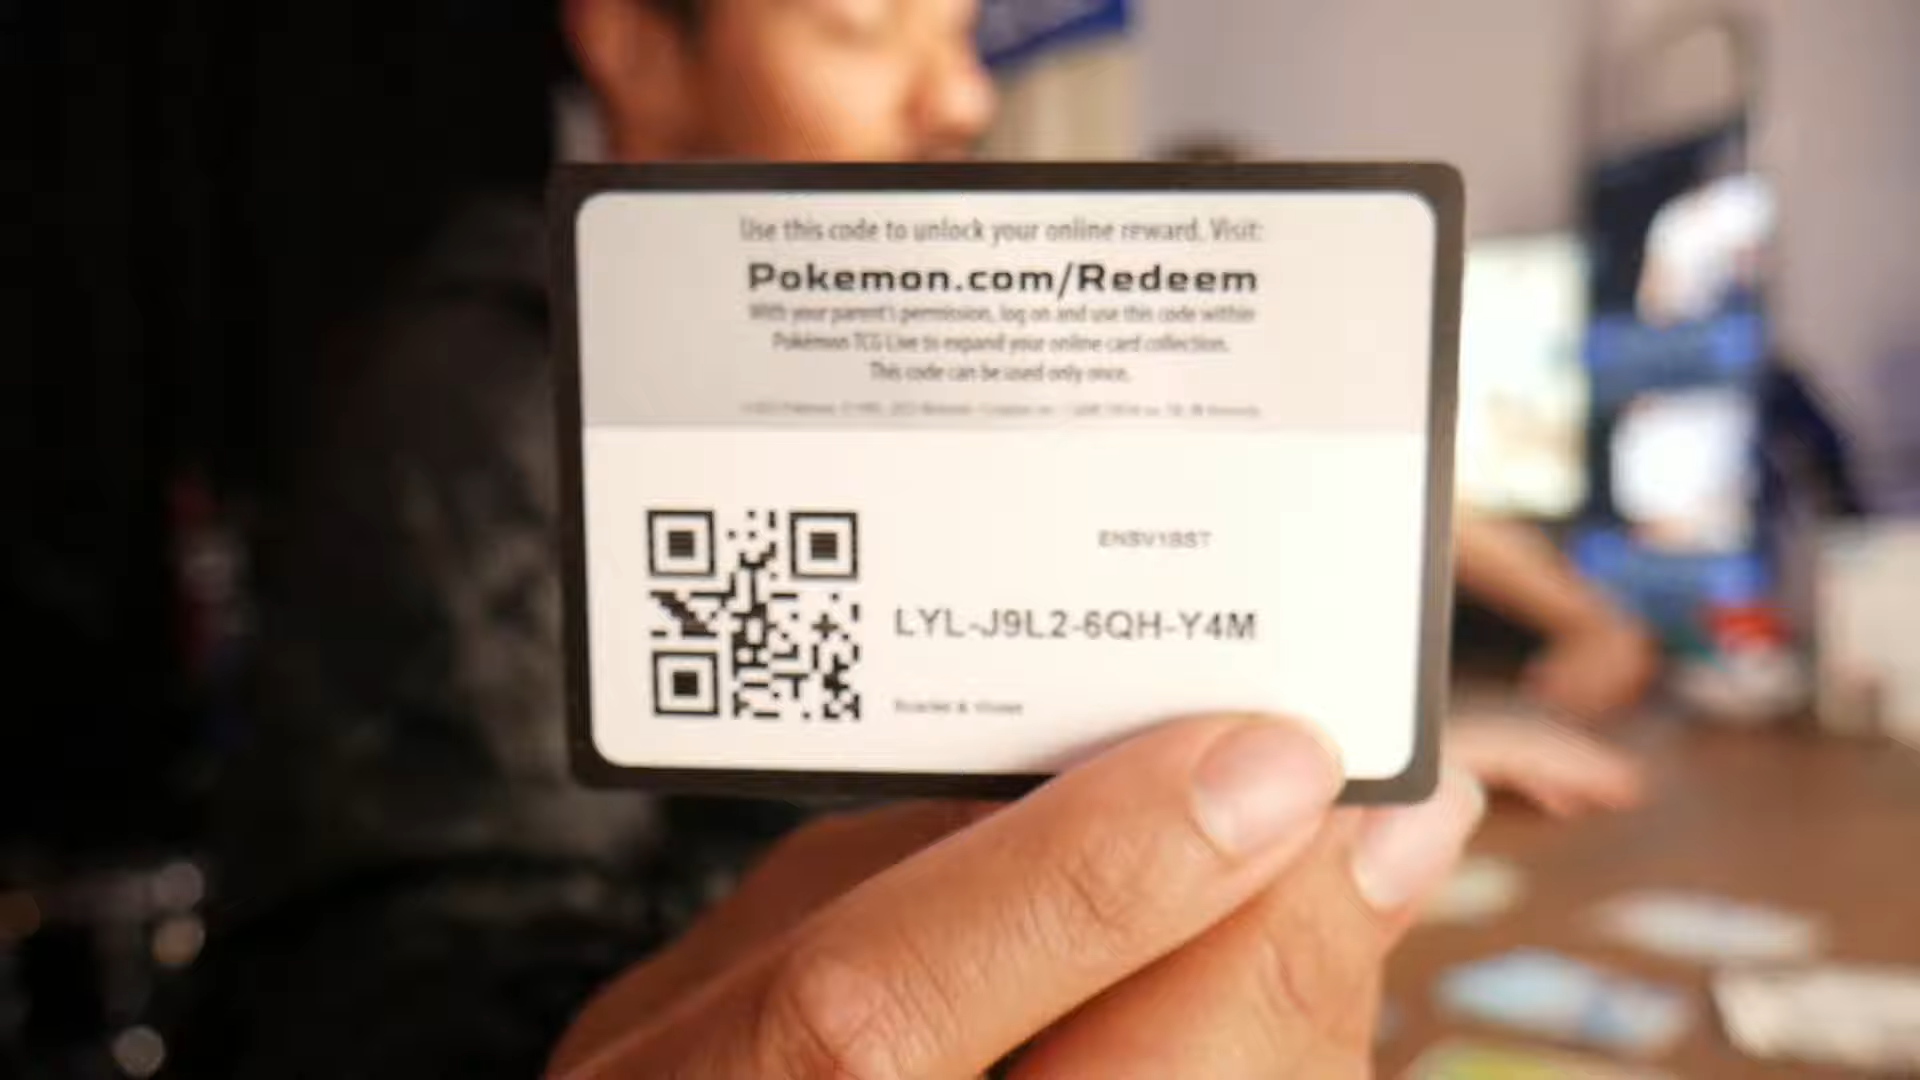 Use this code to unlock your online reward. Visit:
Pokemon.com/Redeem
With your parent's permission, log on and use this code within
Pokémon TCG Live to expand your online card collection.
This code can be used only once.
LYL-J9L2-6QH-Y4M
Scarlet & Violet